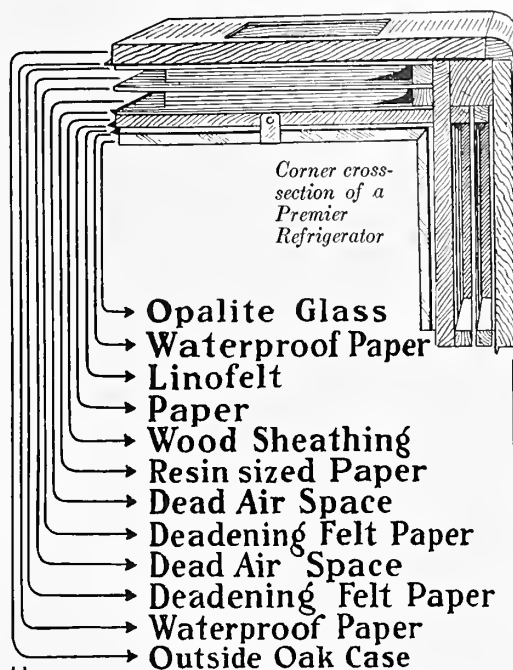 Corner cross-
section of a
Premier
Refrigerator
Opalite Glass
Waterproof Paper
Linofelt
Paper
Wood Sheathing
Resin sized Paper
Dead Air Space
Deadening Felt Paper
Dead Air Space
Deadening Felt Paper
Waterproof Paper
Outside Oak Case